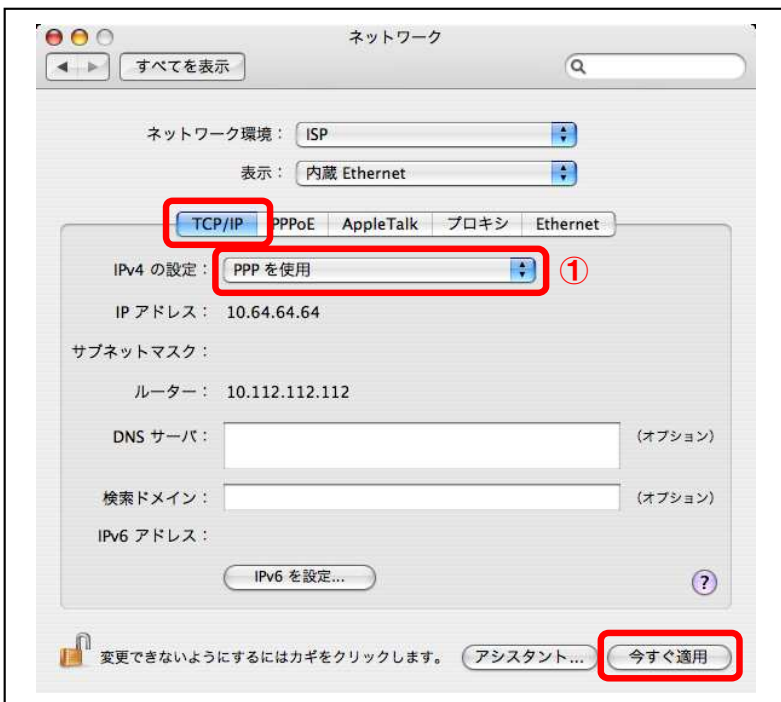 ネットワーク
すべてを表示
ネットワーク環境： ISP
表示： 内蔵 Ethernet
TCP/IP PPPoE AppleTalk プロキシ Ethernet
IPv4 の設定： PPP を使用 ①
IP アドレス： 10.64.64.64
サブネットマスク：
ルーター： 10.112.112.112
DNS サーバ： (オプション)
検索ドメイン： (オプション)
IPv6 アドレス：
IPv6 を設定... ?
変更できないようにするにはカギをクリックします。 アシスタント... 今すぐ適用